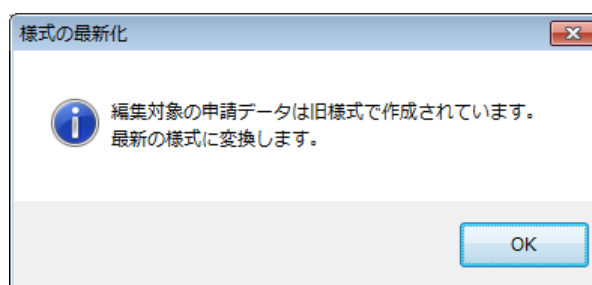 様式の最新化
編集対象の申請データは旧様式で作成されています。
最新の様式に変換します。
OK